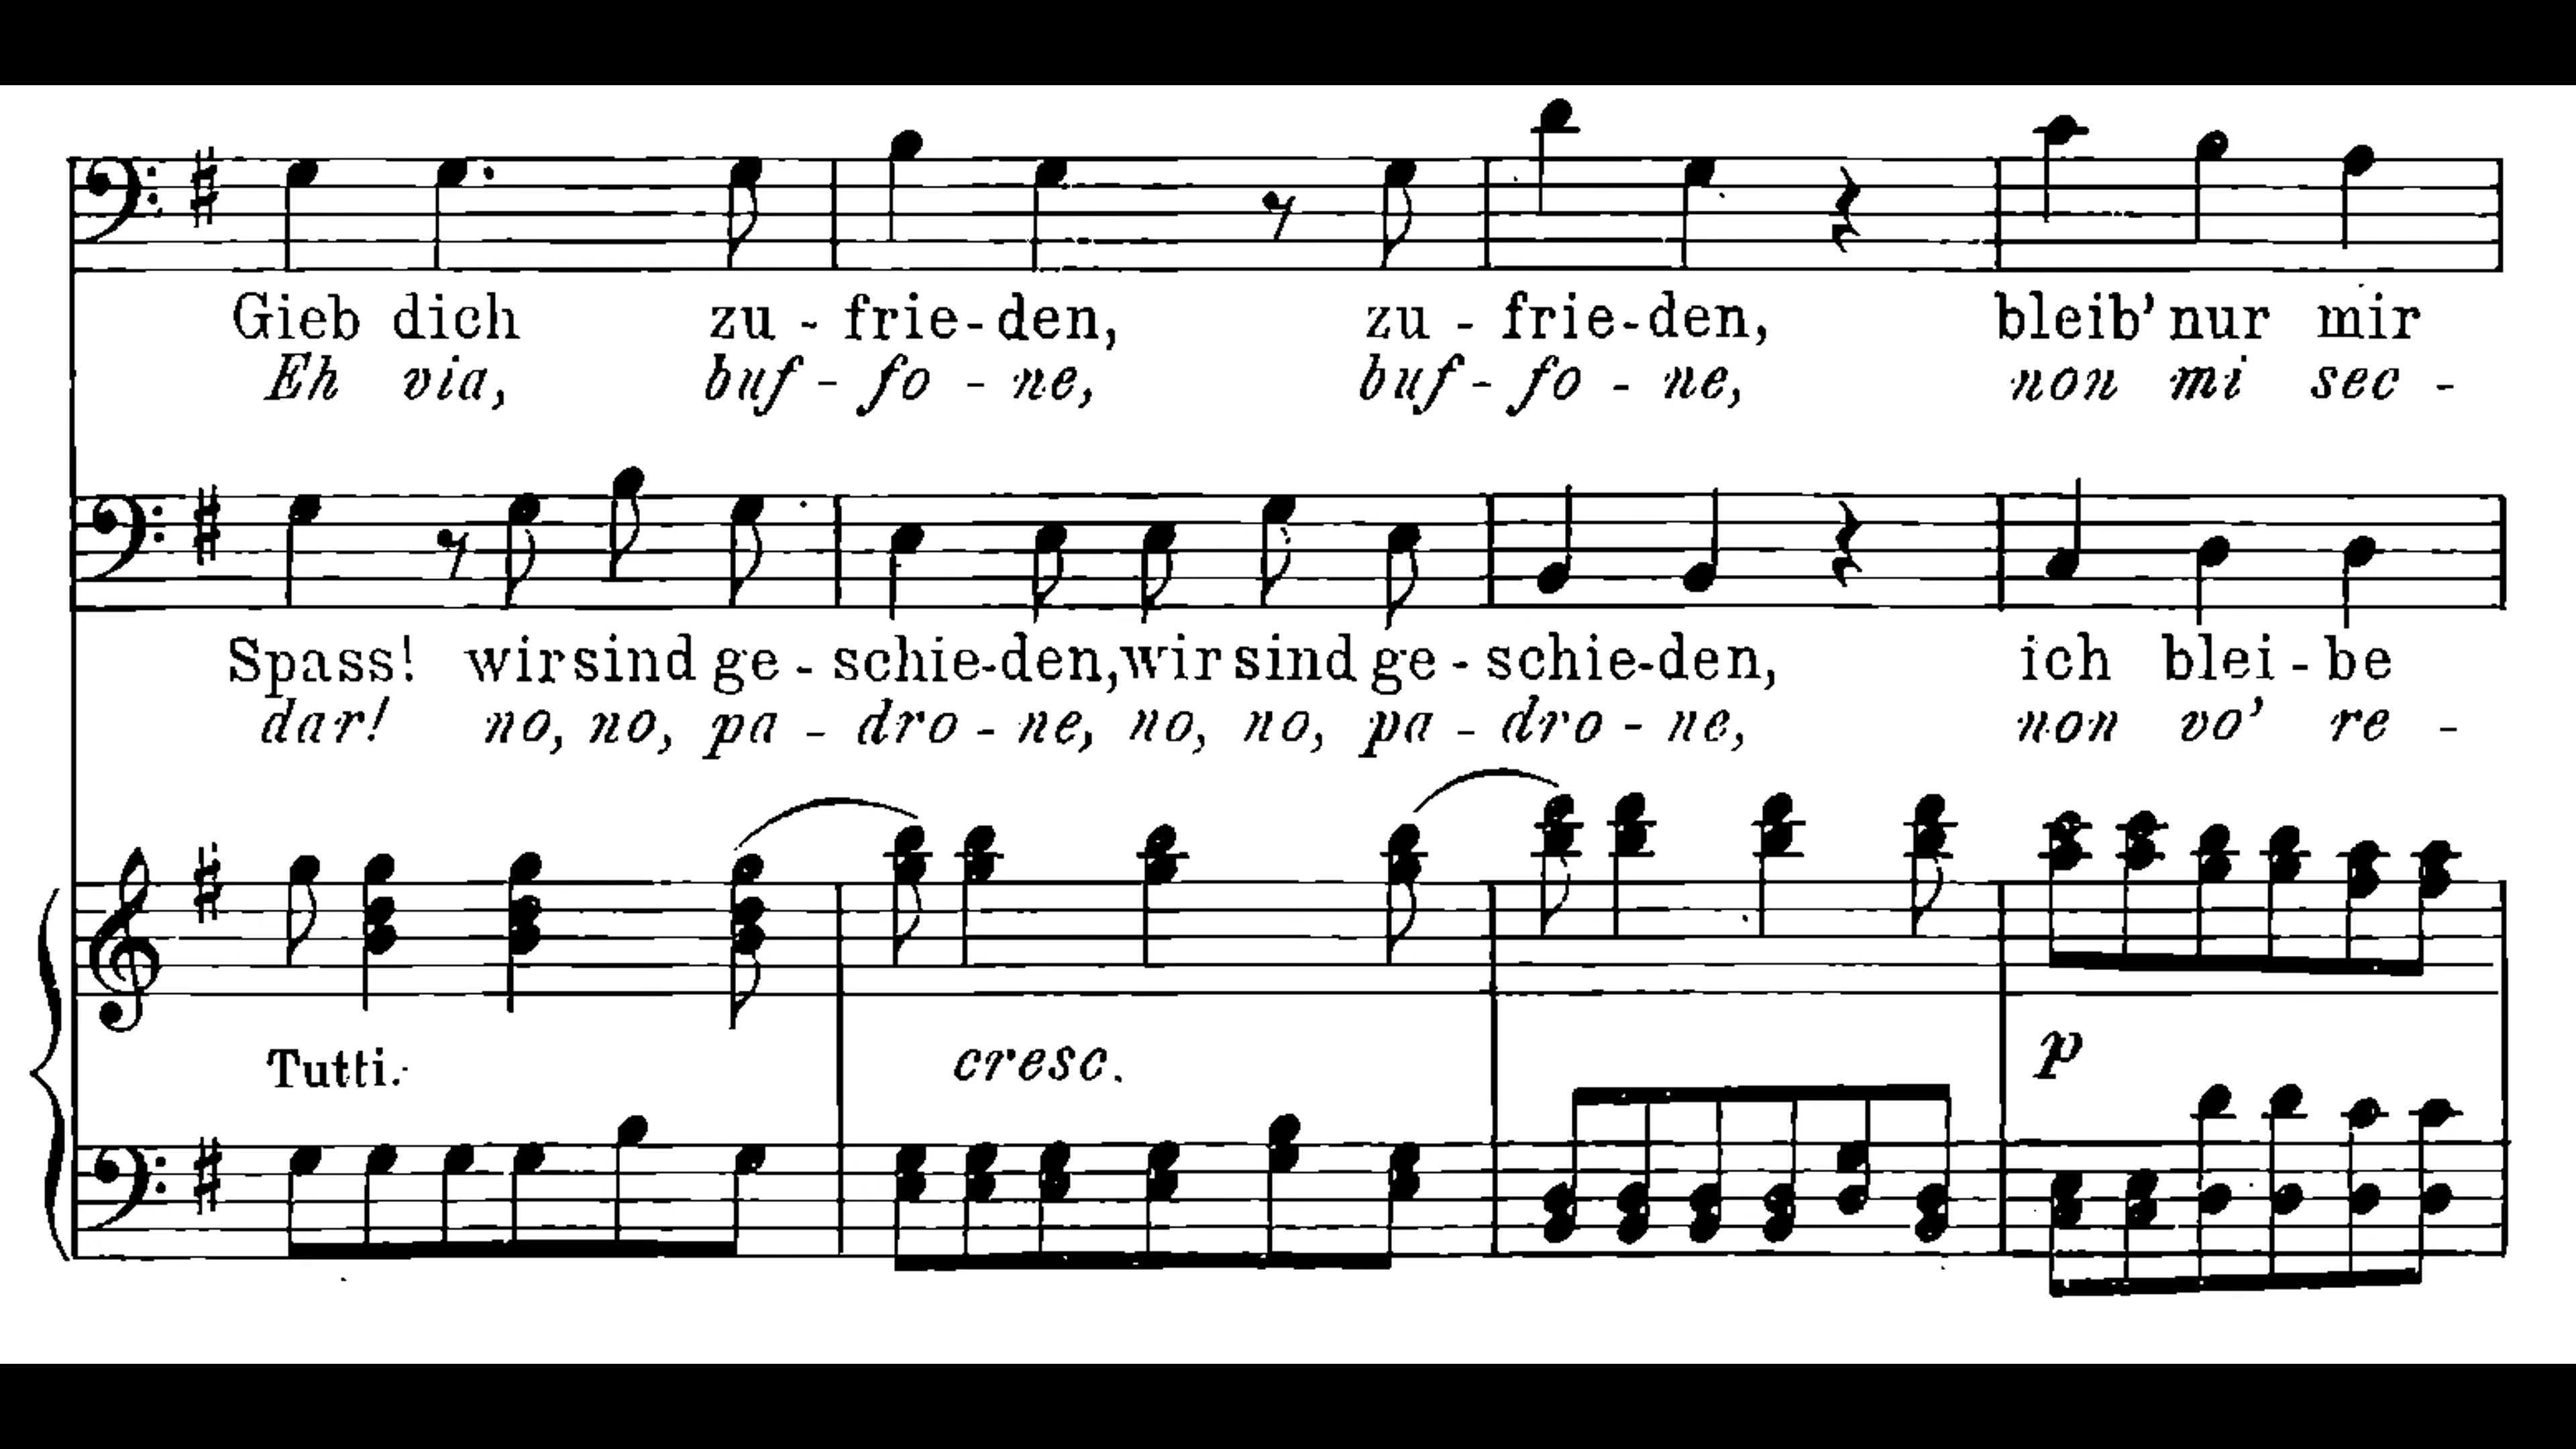 Gieb dich zu - frie - den, zu - frie - den, bleib' nur mir
Eh via, buf - fo - ne, buf - fo - ne, non mi sec -
Spass! wir sind ge - schie - den, wir sind ge - schie - den, ich blei - be
dar! no, no, pa - dro - ne, no, no, pa - dro - ne, non vo' re -
Tutti. cresc. p